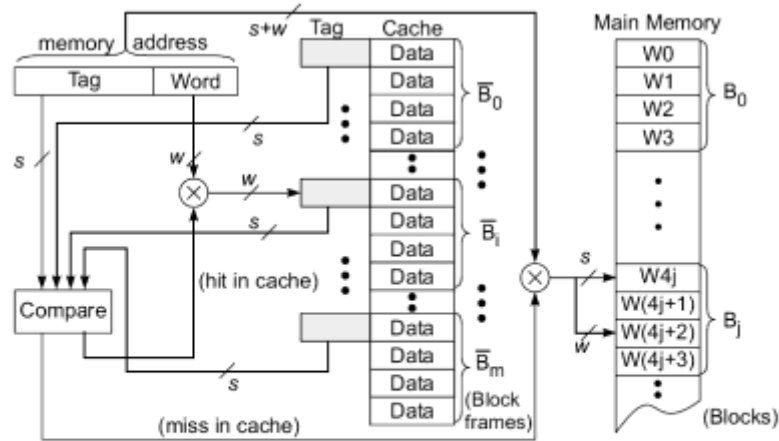 memory address
Tag Word
s+w
Tag
Cache
Data
Data
Data
Data
B̅0
s
s
w
w
Data
Data
Data
Data
B̅i
s
(hit in cache)
Compare
Data
Data
Data
Data
B̅m
(Block
frames)
s
(miss in cache)
Main Memory
W0
W1
W2
W3
B0
s
w
W4j
W(4j+1)
W(4j+2)
W(4j+3)
Bj
(Blocks)